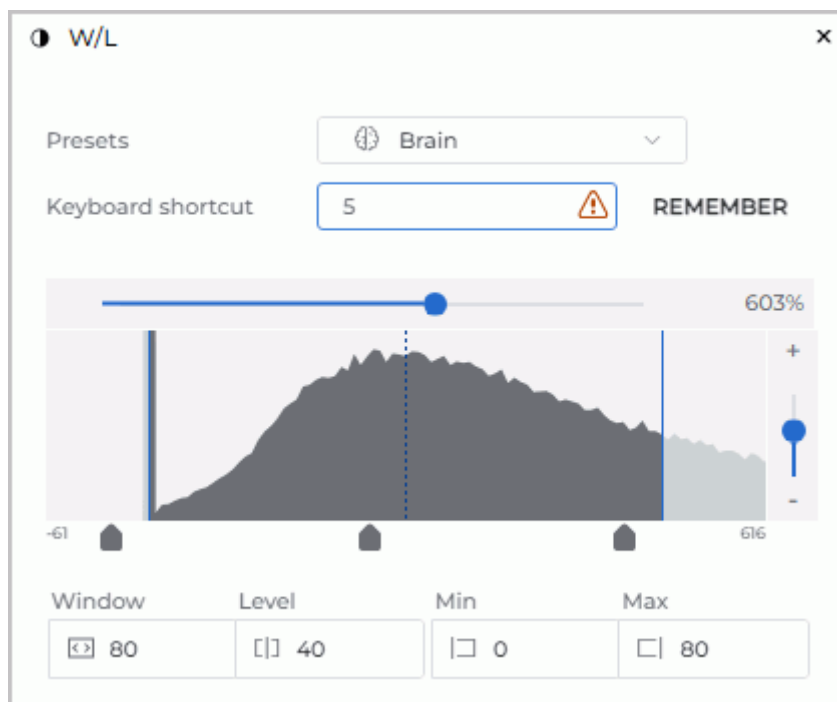 W/L
Presets Brain
Keyboard shortcut 5 REMEMBER
603%
+
-
-61 616
Window Level Min Max
80 40 0 80